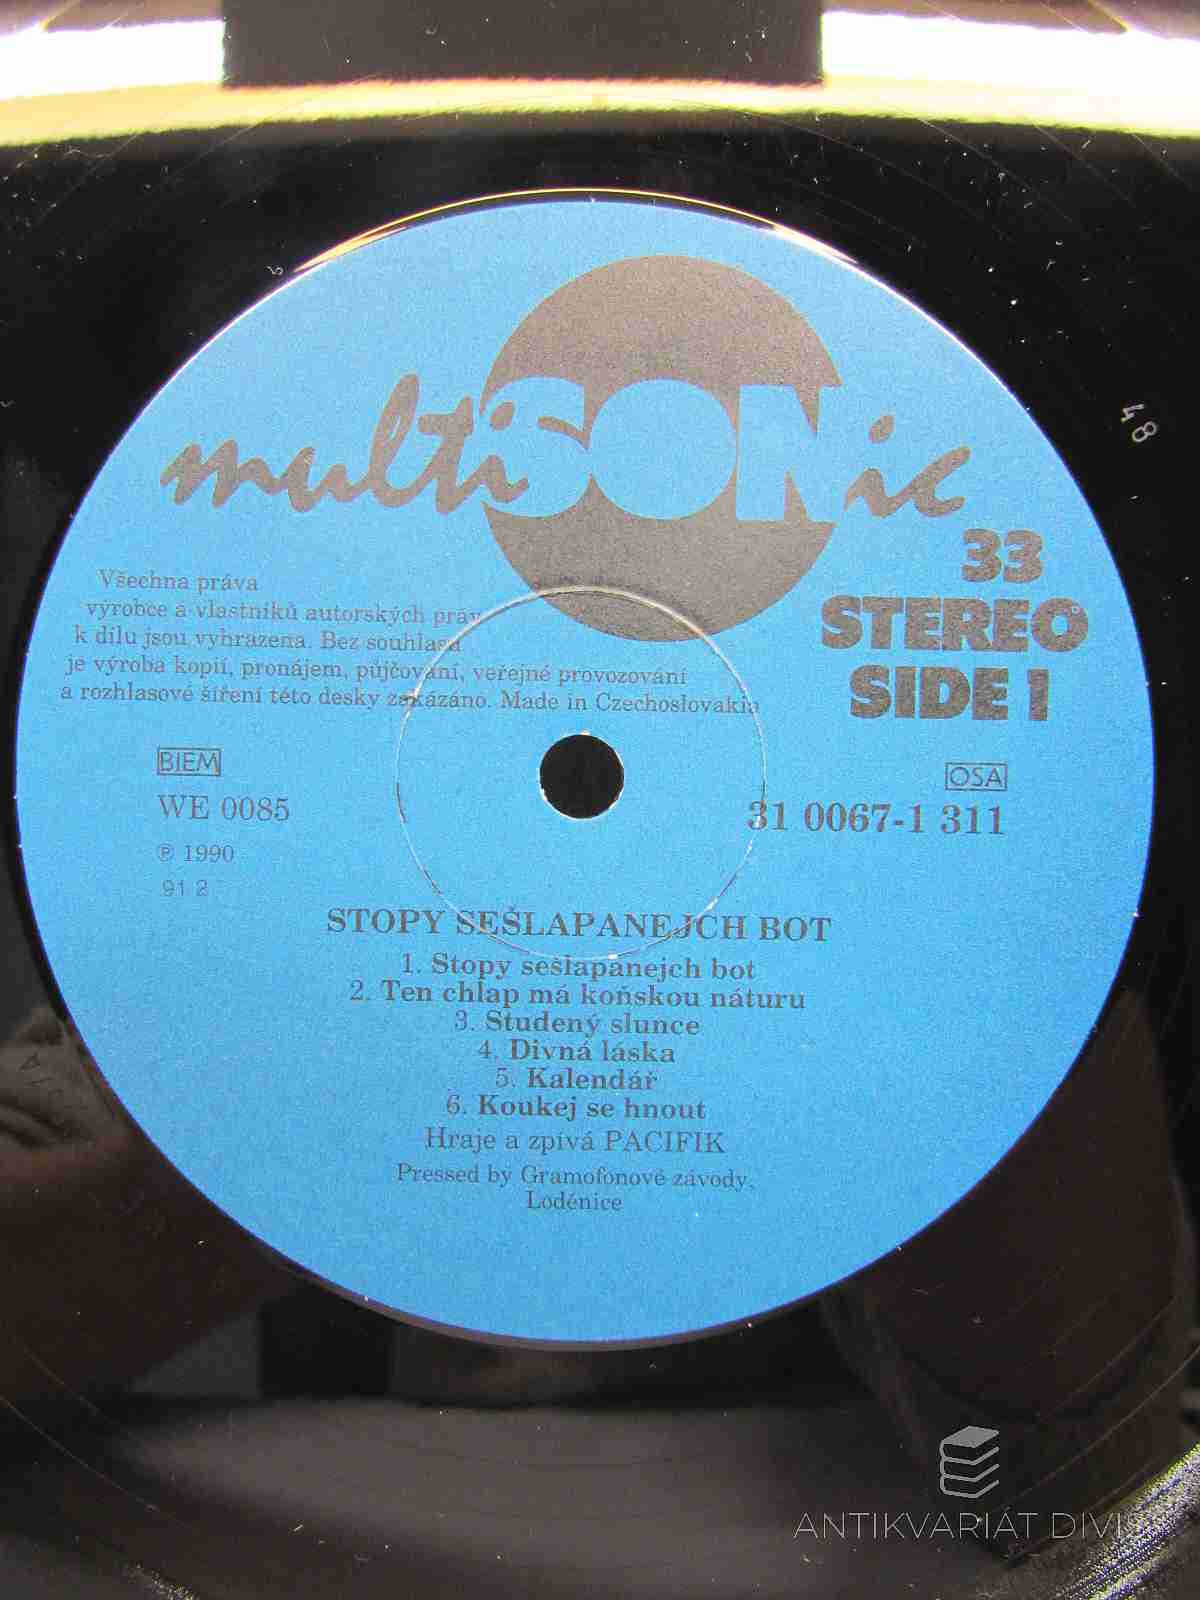 multiSONic
33
STEREO
SIDE 1
Všechna práva
výrobce a vlastníků autorských práv
k dílu jsou vyhrazena. Bez souhlasu
je výroba kopií, pronájem, půjčování, veřejné provozování
a rozhlasové šíření této desky zakázáno. Made in Czechoslovakia
BIEM
WE 0085
℗ 1990
91 2
OSA
31 0067-1 311
STOPY SEŠLAPANEJCH BOT
1. Stopy sešlapanejch bot
2. Ten chlap má koňskou náturu
3. Studený slunce
4. Divná láska
5. Kalendář
6. Koukej se hnout
Hraje a zpívá PACIFIK
Pressed by Gramofonové závody,
Loděnice
48
ANTIKVARIÁT